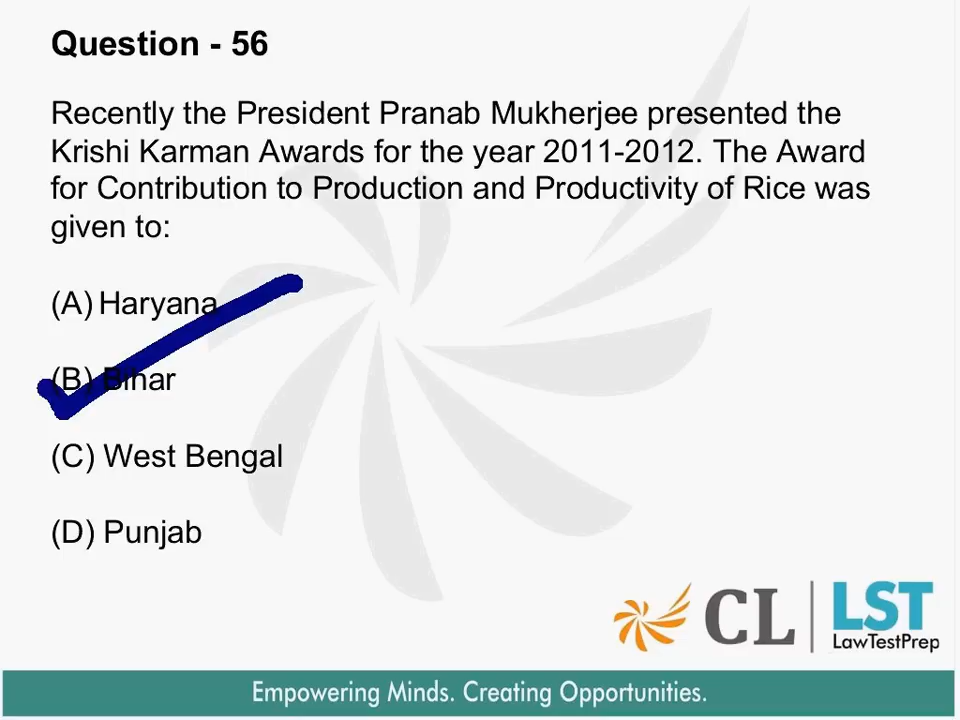 Question - 56
Recently the President Pranab Mukherjee presented the
Krishi Karman Awards for the year 2011-2012. The Award
for Contribution to Production and Productivity of Rice was
given to:
(A) Haryana
(B) Bihar
(C) West Bengal
(D) Punjab
CL LST
LawTestPrep
Empowering Minds. Creating Opportunities.